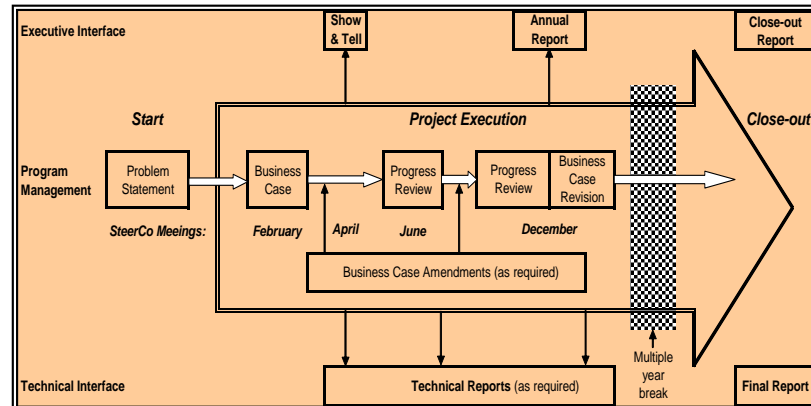 Executive Interface
Show
& Tell
Annual
Report
Close-out
Report
Start
Project Execution
Close-out
Program
Management
Problem
Statement
Business
Case
Progress
Review
Progress
Review
Business
Case
Revision
SteerCo Meeings:
February
April
June
December
Business Case Amendments (as required)
Multiple
year
break
Technical Interface
Technical Reports (as required)
Final Report